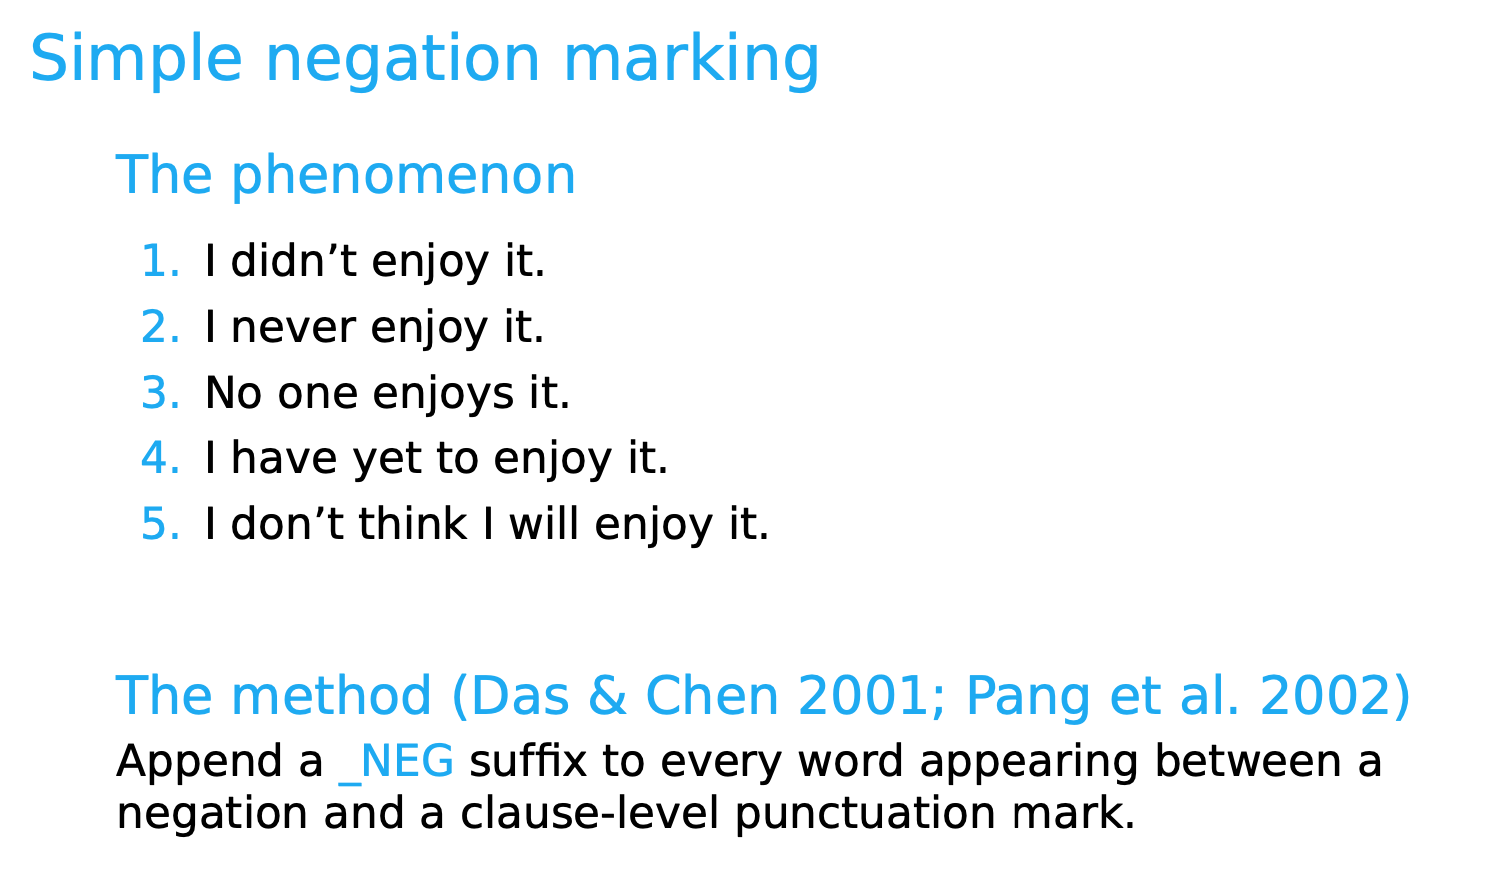 Simple negation marking
The phenomenon
1. I didn’t enjoy it.
2. I never enjoy it.
3. No one enjoys it.
4. I have yet to enjoy it.
5. I don’t think I will enjoy it.
The method (Das & Chen 2001; Pang et al. 2002)
Append a _NEG suffix to every word appearing between a
negation and a clause-level punctuation mark.